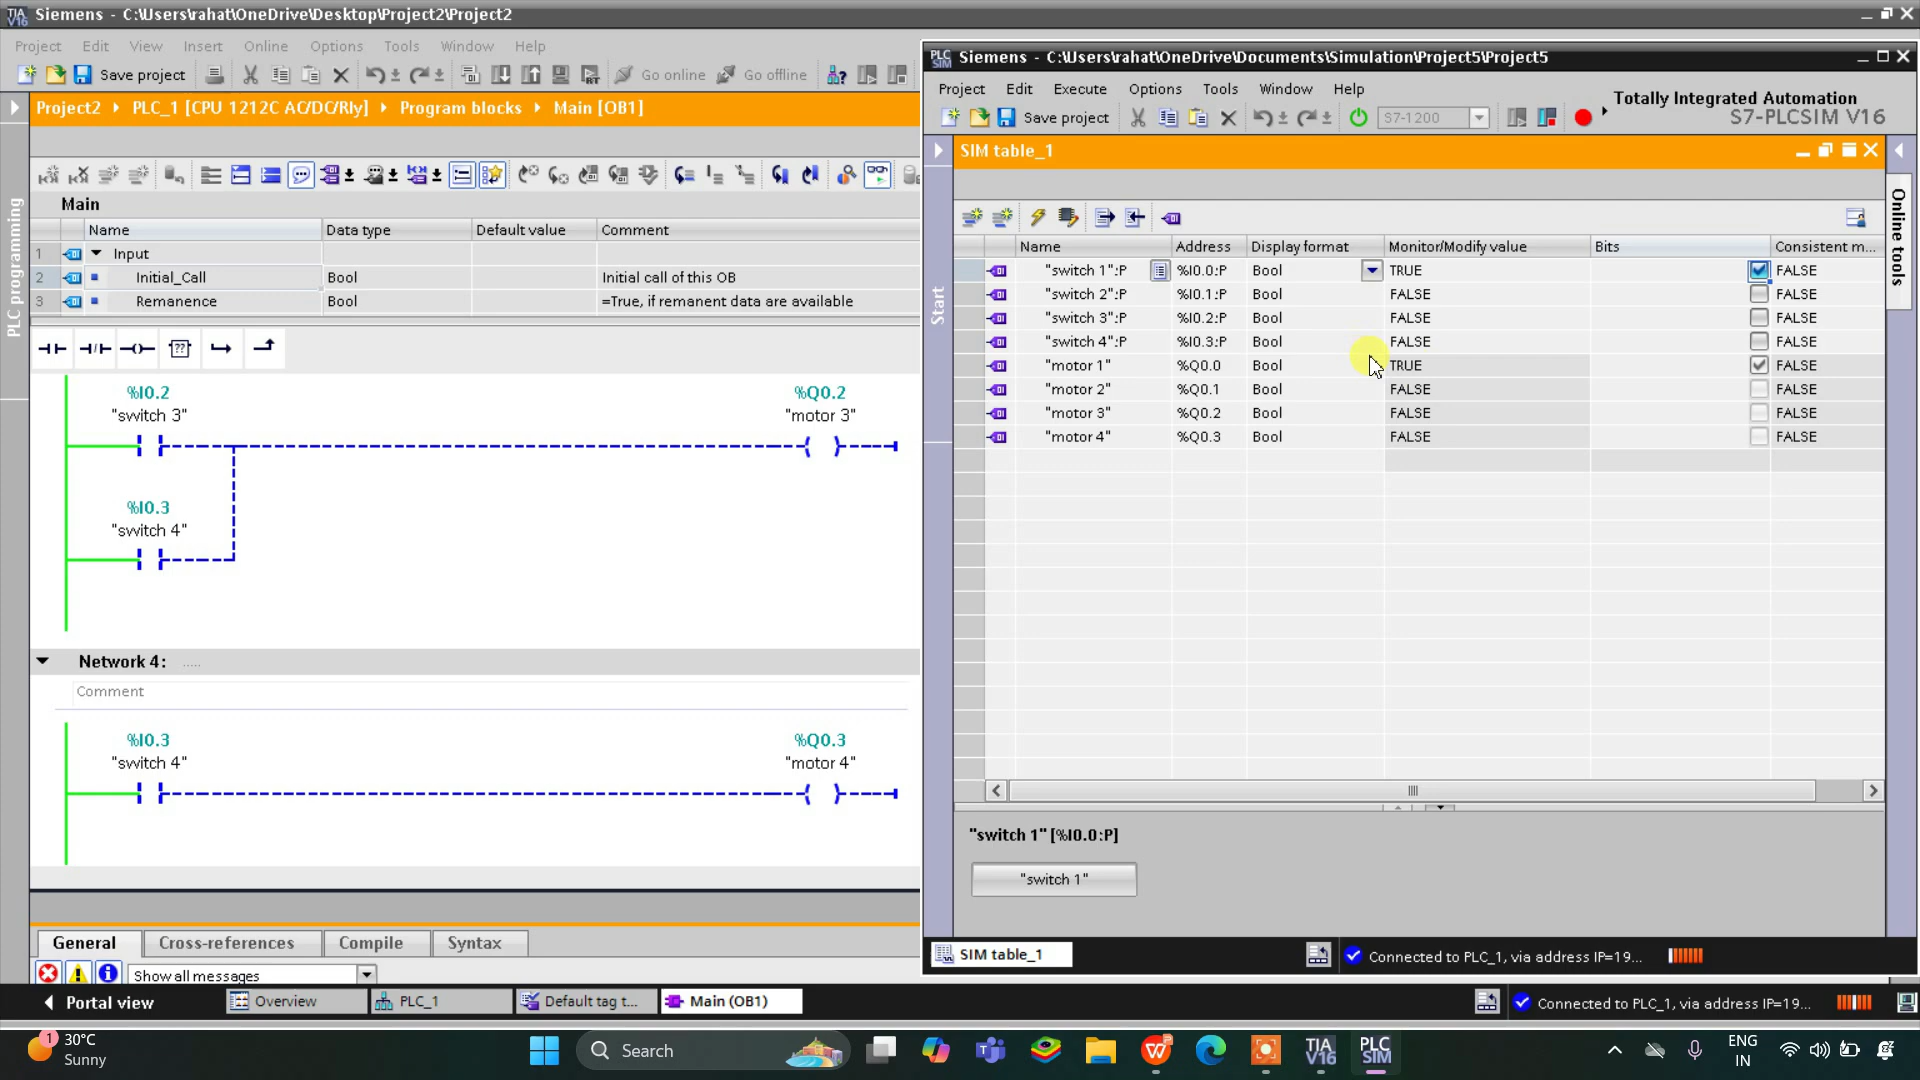 Siemens - C:\Users\rahat\OneDrive\Desktop\Project2\Project2
Project Edit View Insert Online Options Tools Window Help
Save project Go online Go offline
Project2 PLC_1 [CPU 1212C AC/DC/Rly] Program blocks Main [OB1]
PLC programming
Main
Name Data type Default value Comment
1 Input
2 Initial_Call Bool Initial call of this OB
3 Remanence Bool =True, if remanent data are available
??
%I0.2 %Q0.2
"switch 3" "motor 3"
%I0.3
"switch 4"
Network 4: .....
Comment
%I0.3 %Q0.3
"switch 4" "motor 4"
General Cross-references Compile Syntax
Show all messages
Portal view Overview PLC_1 Default tag t... Main (OB1) Connected to PLC_1, via address IP=19...
PLC SIM Siemens - C:\Users\rahat\OneDrive\Documents\Simulation\Project5\Project5
Project Edit Execute Options Tools Window Help
Save project S7-1200
Totally Integrated Automation
S7-PLCSIM V16
SIM table_1
Start
Online tools
Name Address Display format Monitor/Modify value Bits Consistent m...
"switch 1":P %I0.0:P Bool TRUE FALSE
"switch 2":P %I0.1:P Bool FALSE FALSE
"switch 3":P %I0.2:P Bool FALSE FALSE
"switch 4":P %I0.3:P Bool FALSE FALSE
"motor 1" %Q0.0 Bool TRUE FALSE
"motor 2" %Q0.1 Bool FALSE FALSE
"motor 3" %Q0.2 Bool FALSE FALSE
"motor 4" %Q0.3 Bool FALSE FALSE
"switch 1" [%I0.0:P]
"switch 1"
SIM table_1 Connected to PLC_1, via address IP=19...
1 30°C
Sunny
Search
TIA V16
PLC SIM
ENG
IN